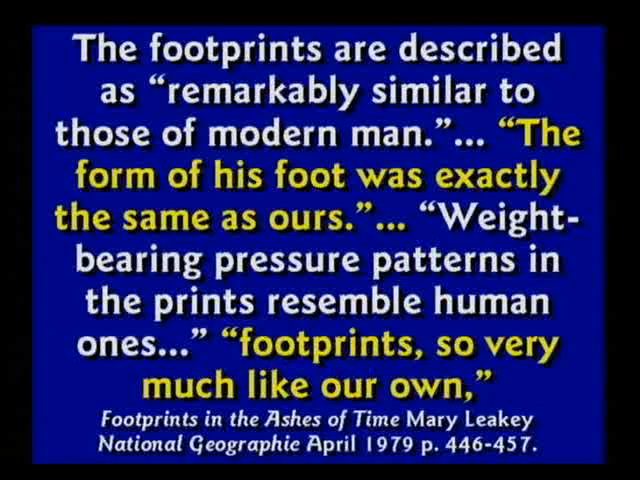 The footprints are described
as “remarkably similar to
those of modern man.”... “The
form of his foot was exactly
the same as ours.”... “Weight-
bearing pressure patterns in
the prints resemble human
ones...” “footprints, so very
much like our own,”
Footprints in the Ashes of Time Mary Leakey
National Geographic April 1979 p. 446-457.